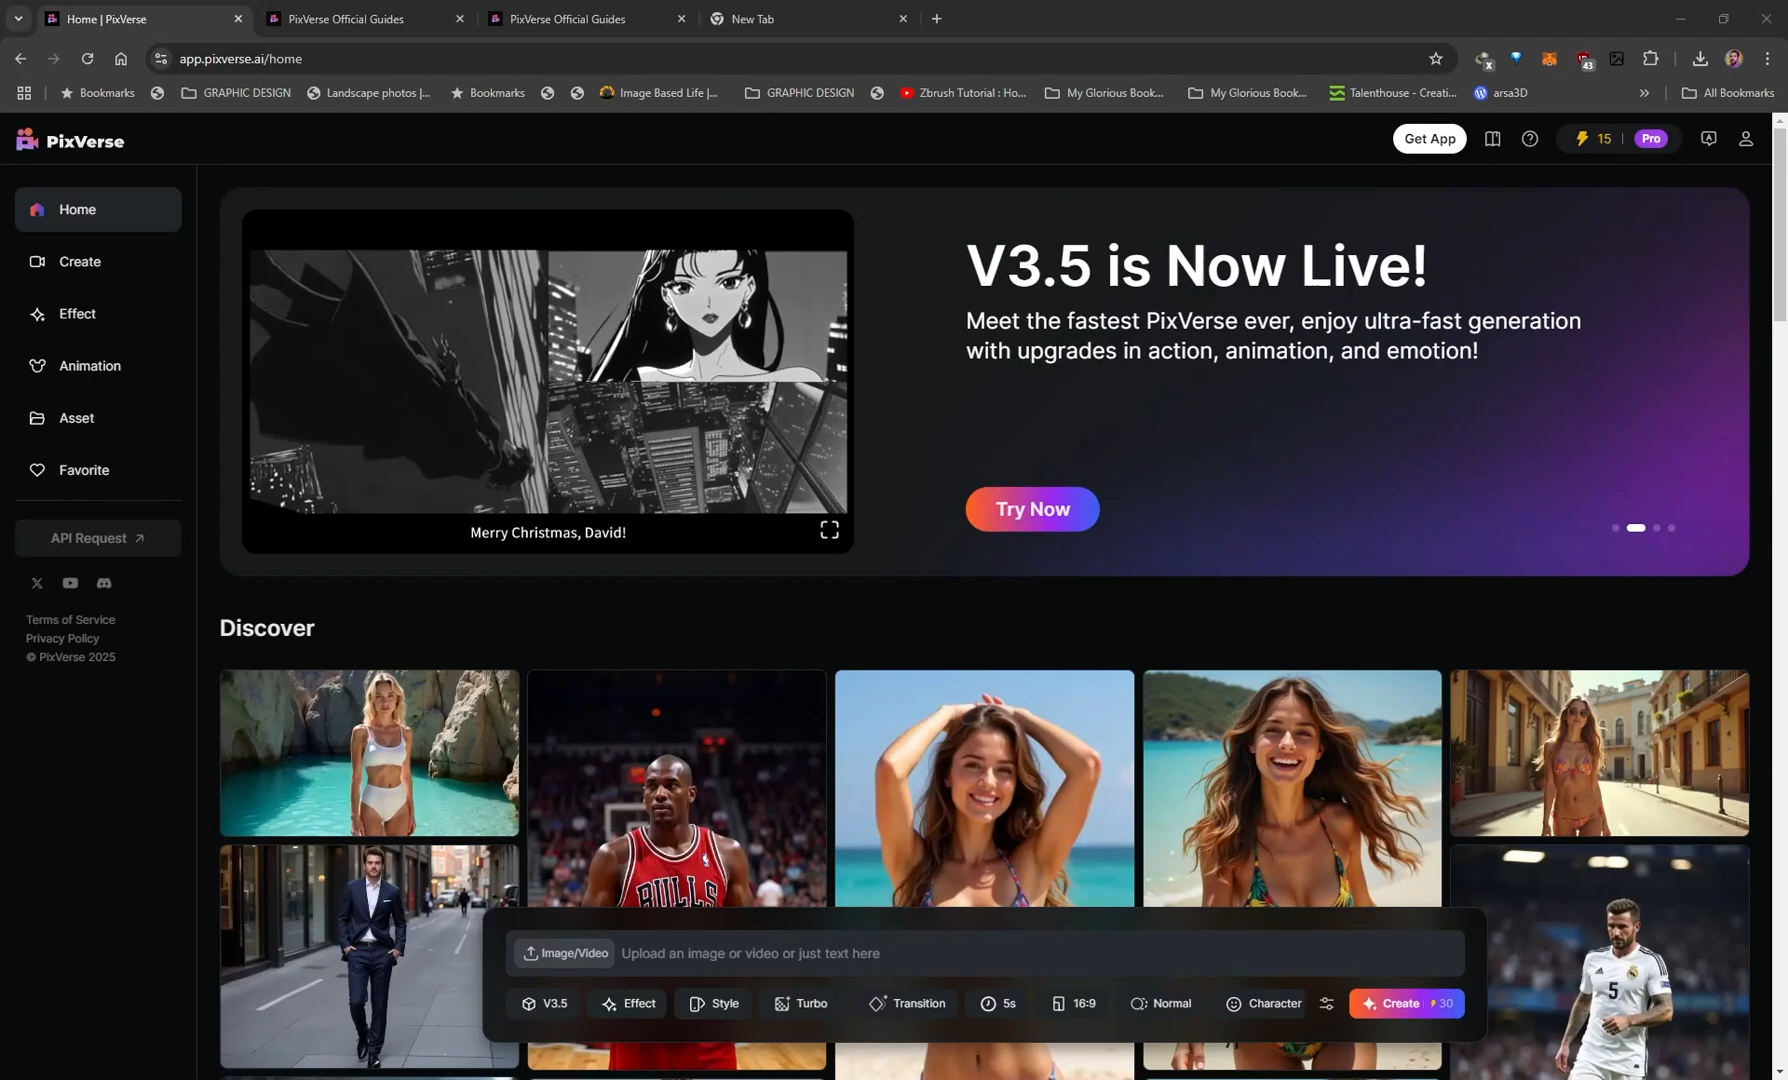 Home | PixVerse
PixVerse Official Guides
PixVerse Official Guides
New Tab
app.pixverse.ai/home
X
43
Bookmarks
GRAPHIC DESIGN
Landscape photos |...
Bookmarks
Image Based Life |...
GRAPHIC DESIGN
Zbrush Tutorial : Ho...
My Glorious Book...
My Glorious Book...
Talenthouse - Creati...
arsa3D
»
All Bookmarks
PixVerse
Get App
15
Pro
Home
Create
Effect
Animation
Asset
Favorite
API Request ↗
Terms of Service
Privacy Policy
© PixVerse 2025
Merry Christmas, David!
V3.5 is Now Live!
Meet the fastest PixVerse ever, enjoy ultra-fast generation
with upgrades in action, animation, and emotion!
Try Now
Discover
BULLS
5
Image/Video
Upload an image or video or just text here
V3.5
Effect
Style
Turbo
Transition
5s
16:9
Normal
Character
Create
30